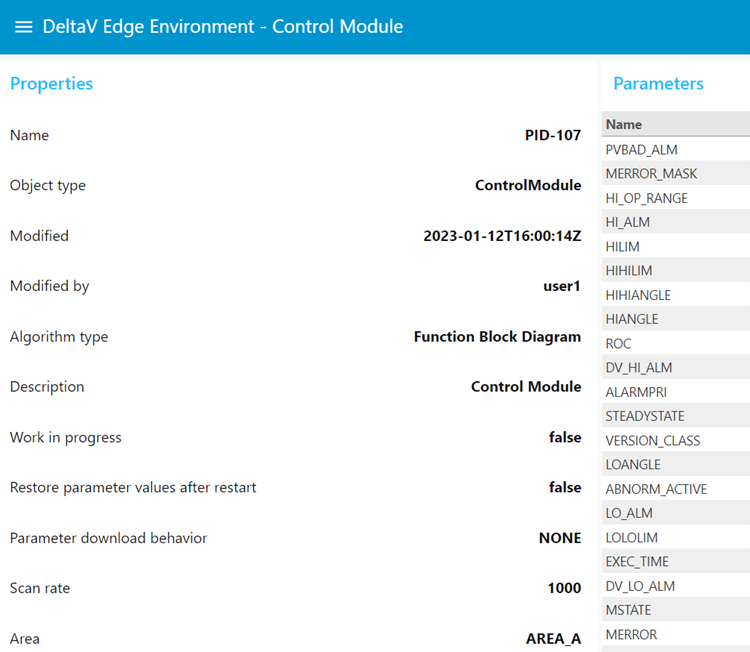 DeltaV Edge Environment - Control Module
Properties
Name PID-107
Object type ControlModule
Modified 2023-01-12T16:00:14Z
Modified by user1
Algorithm type Function Block Diagram
Description Control Module
Work in progress false
Restore parameter values after restart false
Parameter download behavior NONE
Scan rate 1000
Area AREA_A
Parameters
Name
PVBAD_ALM
MERROR_MASK
HI_OP_RANGE
HI_ALM
HILIM
HIHILIM
HIHIANGLE
HIANGLE
ROC
DV_HI_ALM
ALARMPRI
STEADYSTATE
VERSION_CLASS
LOANGLE
ABNORM_ACTIVE
LO_ALM
LOLOLIM
EXEC_TIME
DV_LO_ALM
MSTATE
MERROR